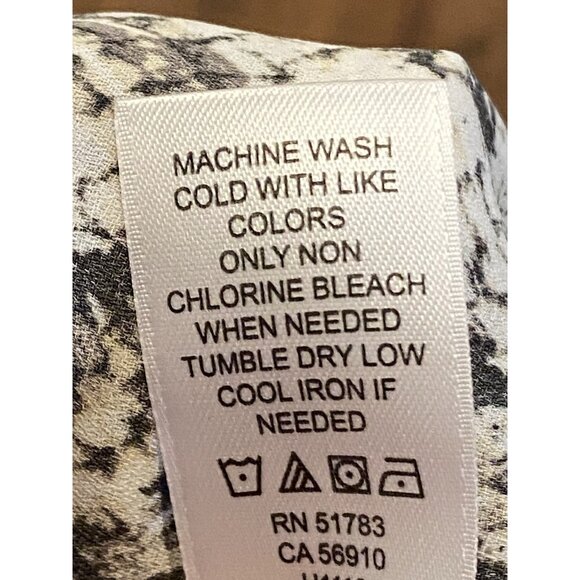 MACHINE WASH
COLD WITH LIKE
COLORS
ONLY NON
CHLORINE BLEACH
WHEN NEEDED
TUMBLE DRY LOW
COOL IRON IF
NEEDED
RN 51783
CA 56910